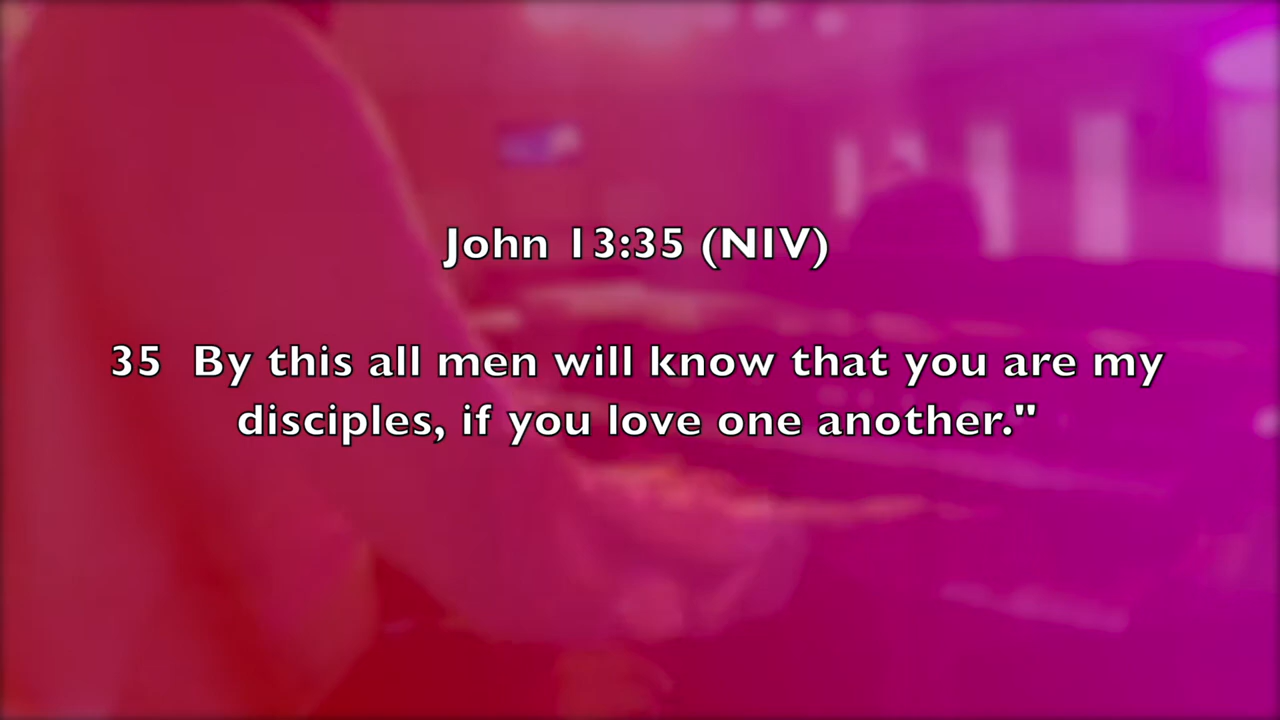 John 13:35 (NIV)
35  By this all men will know that you are my
disciples, if you love one another."